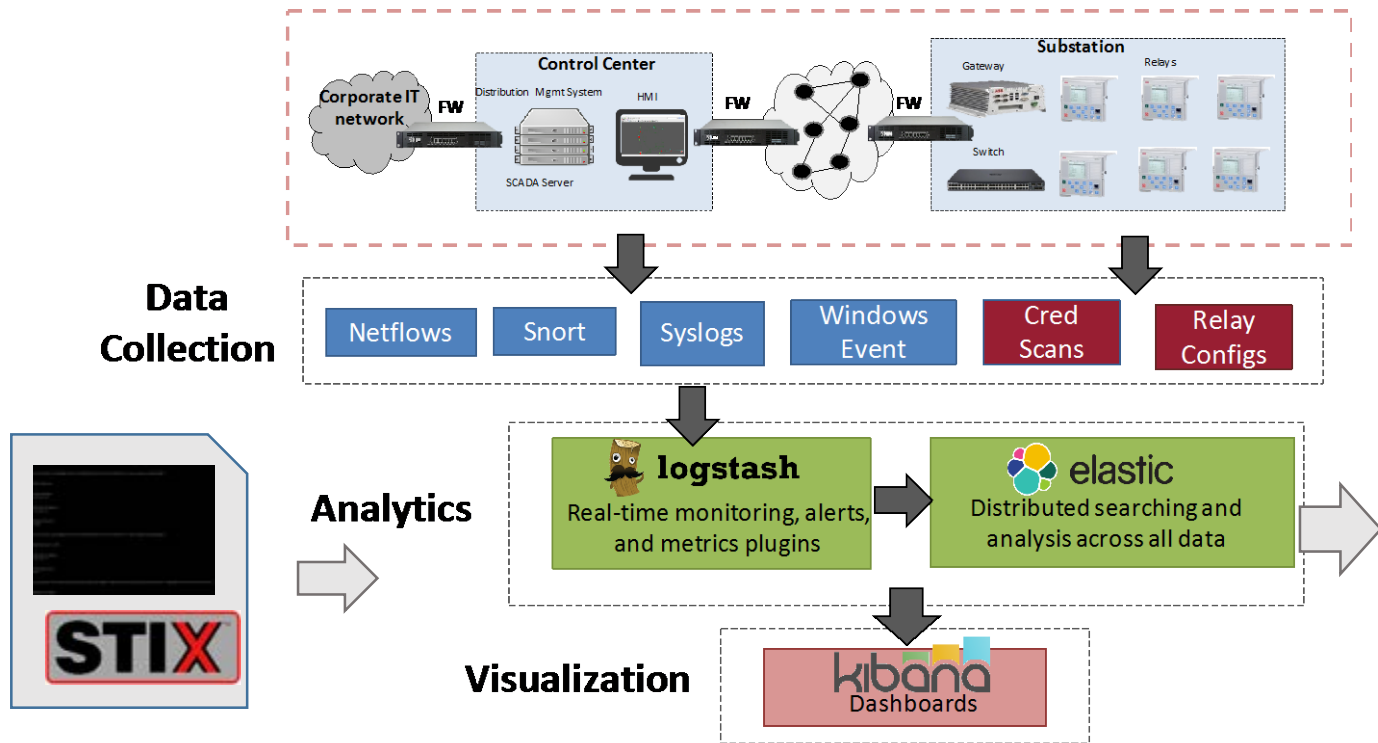 Substation
Control Center
Gateway
Relays
Corporate IT
network
FW
Distribution Mgmt System
HMI
FW
FW
SCADA Server
Switch
Data
Collection
Netflows
Snort
Syslogs
Windows
Event
Cred
Scans
Relay
Configs
logstash
Real-time monitoring, alerts,
and metrics plugins
elastic
Distributed searching and
analysis across all data
Analytics
STIX
Visualization
kibana
Dashboards